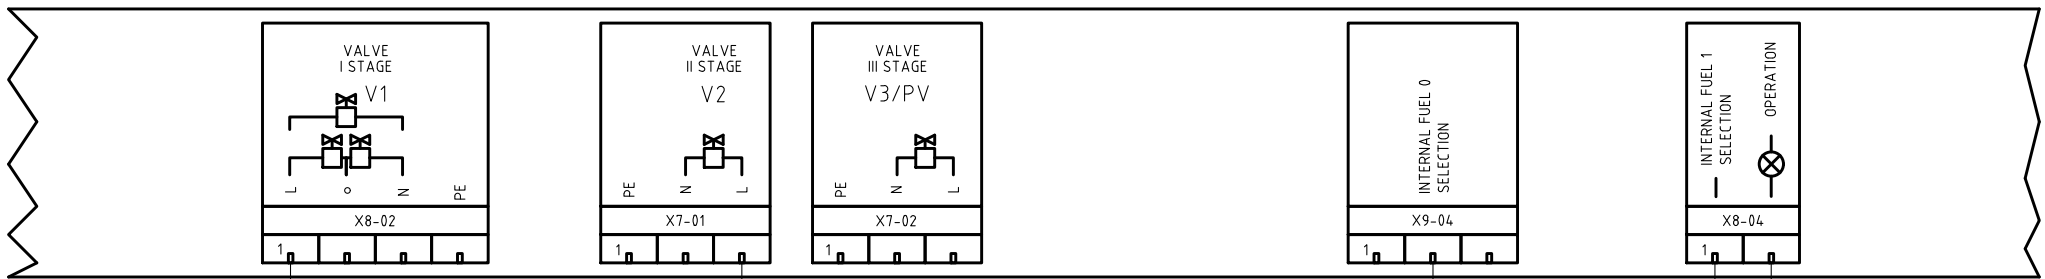 VALVE
I STAGE
V1
L
o
N
PE
X8-02
1
VALVE
II STAGE
V2
PE
N
L
X7-01
1
VALVE
III STAGE
V3/PV
PE
N
L
X7-02
1
INTERNAL FUEL 0
SELECTION
X9-04
1
INTERNAL FUEL 1
SELECTION
OPERATION
X8-04
1